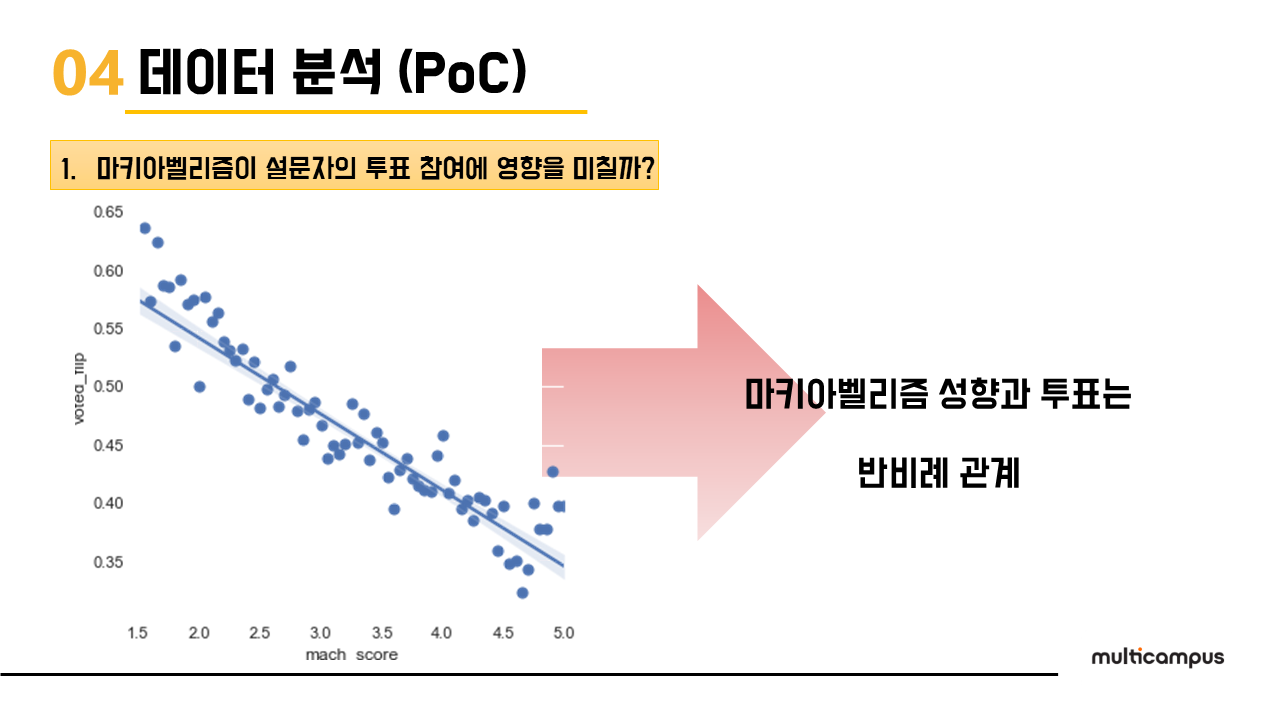 04 데이터 분석 (PoC)
1. 마키아벨리즘이 설문자의 투표 참여에 영향을 미칠까?
0.65
0.60
0.55
0.50
0.45
0.40
0.35
voted_flip
1.5 2.0 2.5 3.0 3.5 4.0 4.5 5.0
mach_score
마키아벨리즘 성향과 투표는
반비례 관계
multicampus